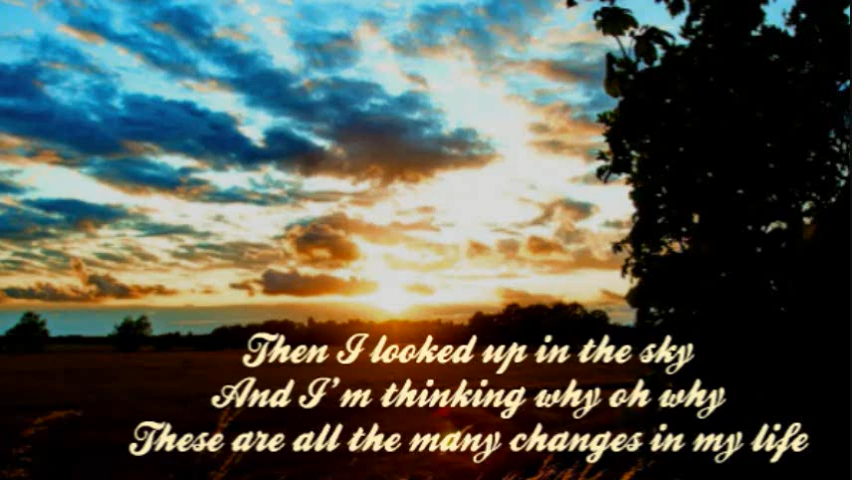 Then I looked up in the sky
And I'm thinking why oh why
These are all the many changes in my life